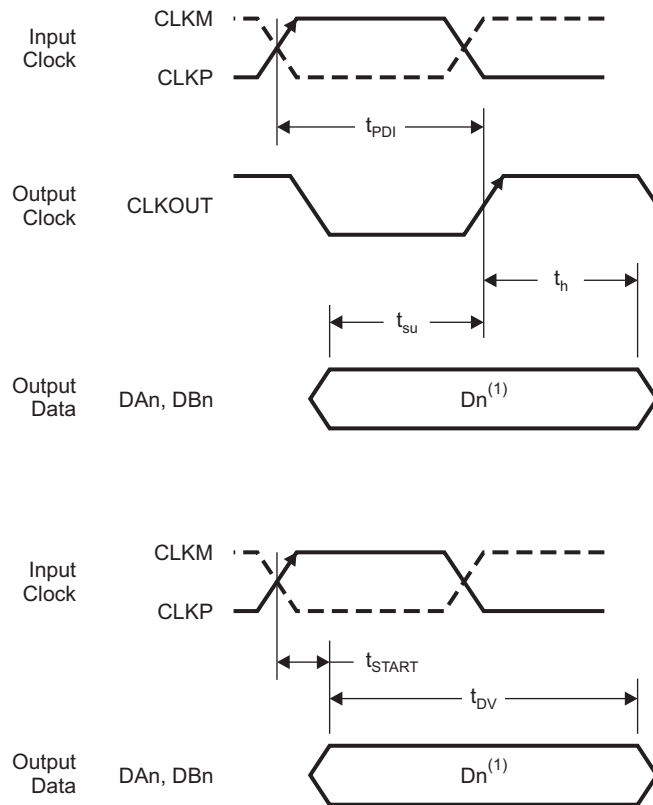 Input
Clock
CLKM
CLKP
t_PDI
Output
Clock
CLKOUT
t_h
t_su
Output
Data
DAn, DBn
Dn^(1)
Input
Clock
CLKM
CLKP
t_START
t_DV
Output
Data
DAn, DBn
Dn^(1)